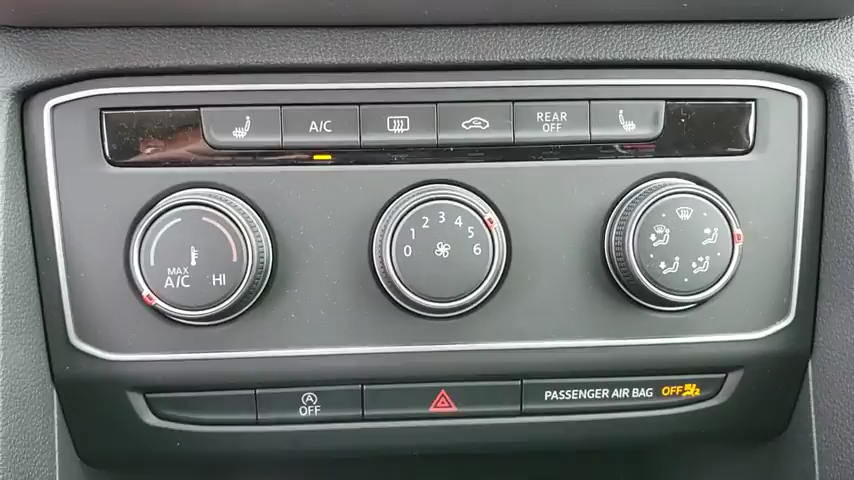 A/C
REAR
OFF
MAX
A/C
HI
0 1 2 3 4 5 6
A
OFF
PASSENGER AIR BAG OFF